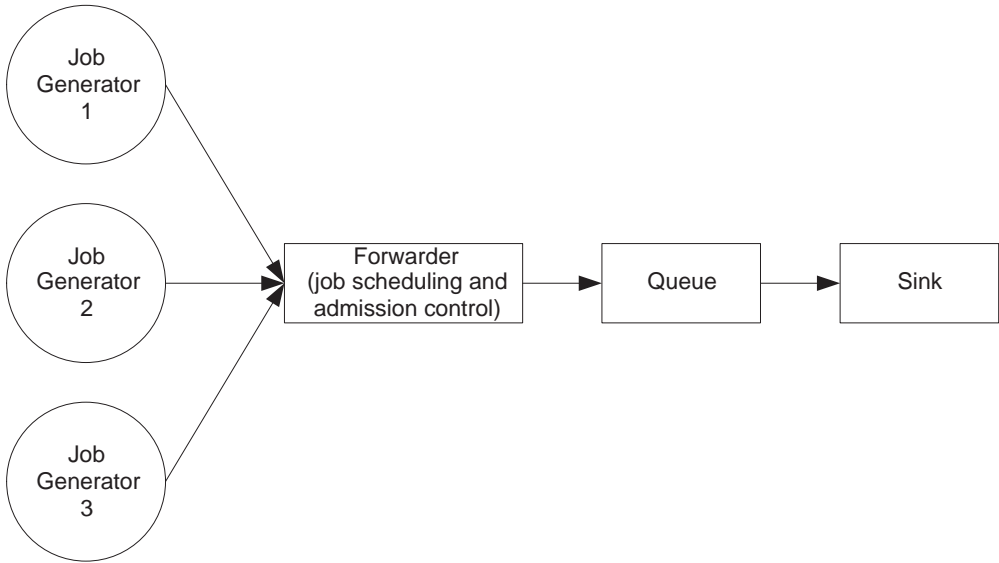 Job
Generator
1
Job
Generator
2
Job
Generator
3
Forwarder
(job scheduling and
admission control)
Queue
Sink